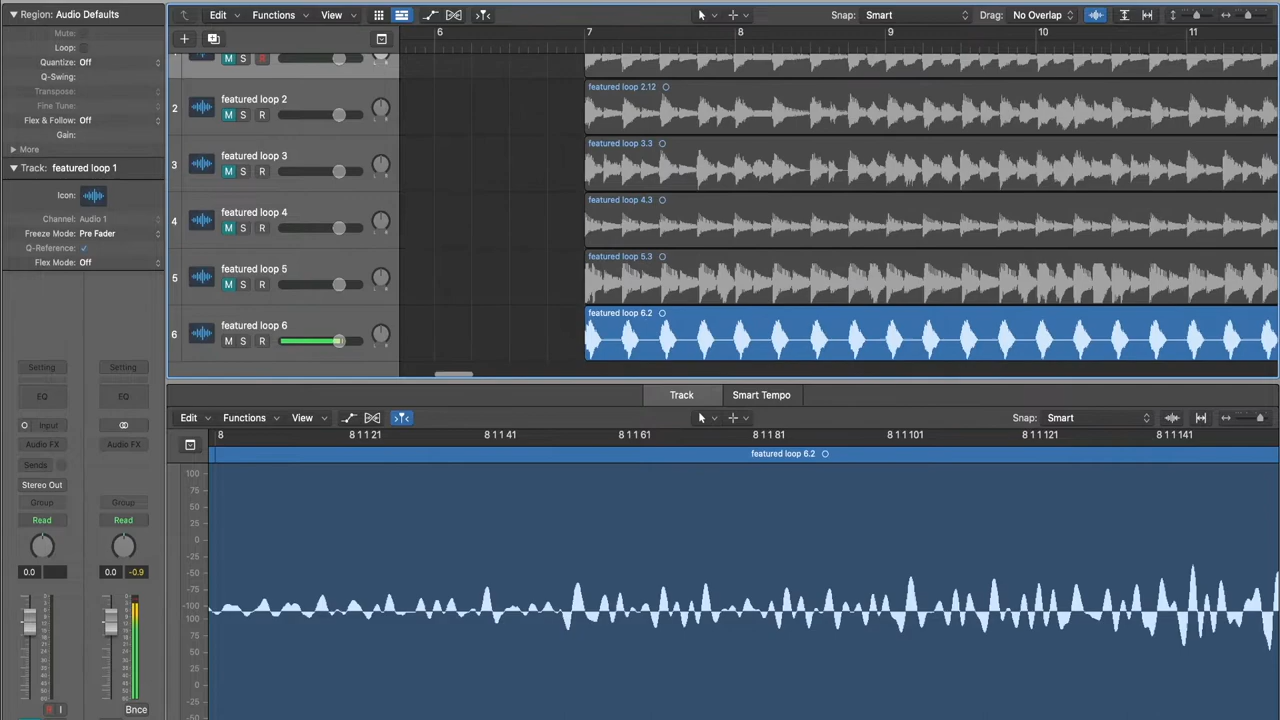 Region: Audio Defaults
Mute:
Loop:
Quantize: Off
Q-Swing:
Transpose:
Fine Tune:
Flex & Follow: Off
Gain:
More
Track: featured loop 1
Icon:
Channel: Audio 1
Freeze Mode: Pre Fader
Q-Reference:
Flex Mode: Off
Setting Setting
EQ EQ
Input
Audio FX Audio FX
Sends
Stereo Out
Group Group
Read Read
0.0 0.0 -0.9
R I
Bnce
Edit Functions View Snap: Smart Drag: No Overlap
6 7 8 9 10 11
M S R
2 featured loop 2 M S R featured loop 2.12
3 featured loop 3 M S R featured loop 3.3
4 featured loop 4 M S R featured loop 4.3
5 featured loop 5 M S R featured loop 5.3
6 featured loop 6 M S R featured loop 6.2
Track Smart Tempo
Edit Functions View Snap: Smart
8 8 1 1 21 8 1 1 41 8 1 1 61 8 1 1 81 8 1 1 101 8 1 1 121 8 1 1 141
featured loop 6.2
100
75
50
25
0
-25
-50
-75
-100
100
75
50
25
0
-25
-50